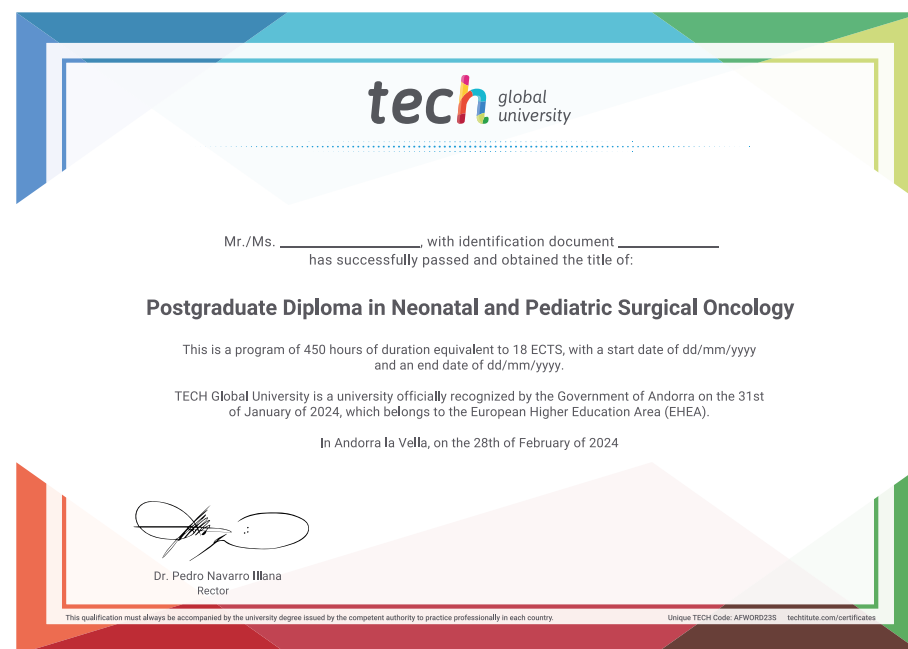 tech global
university
Mr./Ms. ____________________, with identification document ______________
has successfully passed and obtained the title of:
Postgraduate Diploma in Neonatal and Pediatric Surgical Oncology
This is a program of 450 hours of duration equivalent to 18 ECTS, with a start date of dd/mm/yyyy
and an end date of dd/mm/yyyy.
TECH Global University is a university officially recognized by the Government of Andorra on the 31st
of January of 2024, which belongs to the European Higher Education Area (EHEA).
In Andorra la Vella, on the 28th of February of 2024
Dr. Pedro Navarro Illana
Rector
This qualification must always be accompanied by the university degree issued by the competent authority to practice professionally in each country. Unique TECH Code: AFWORD23S techtitute.com/certificates